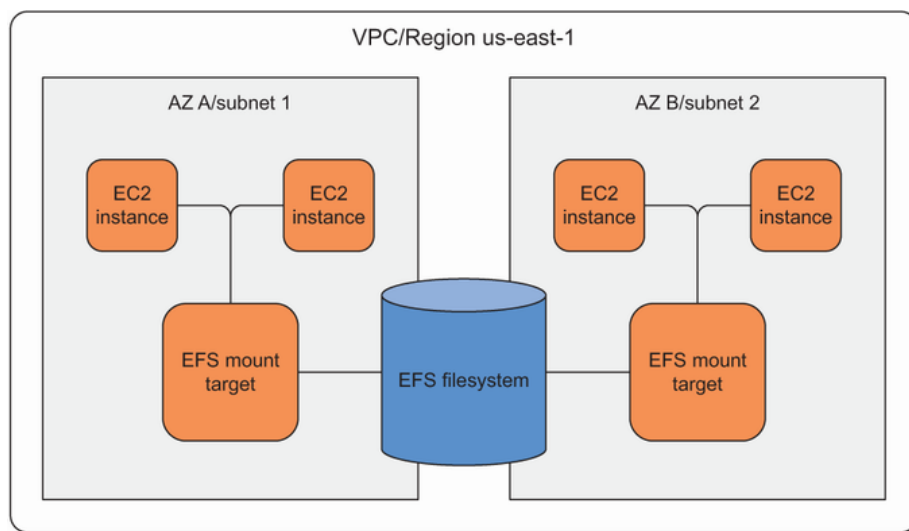 VPC/Region us-east-1
AZ A/subnet 1
AZ B/subnet 2
EC2
instance
EC2
instance
EC2
instance
EC2
instance
EFS mount
target
EFS filesystem
EFS mount
target